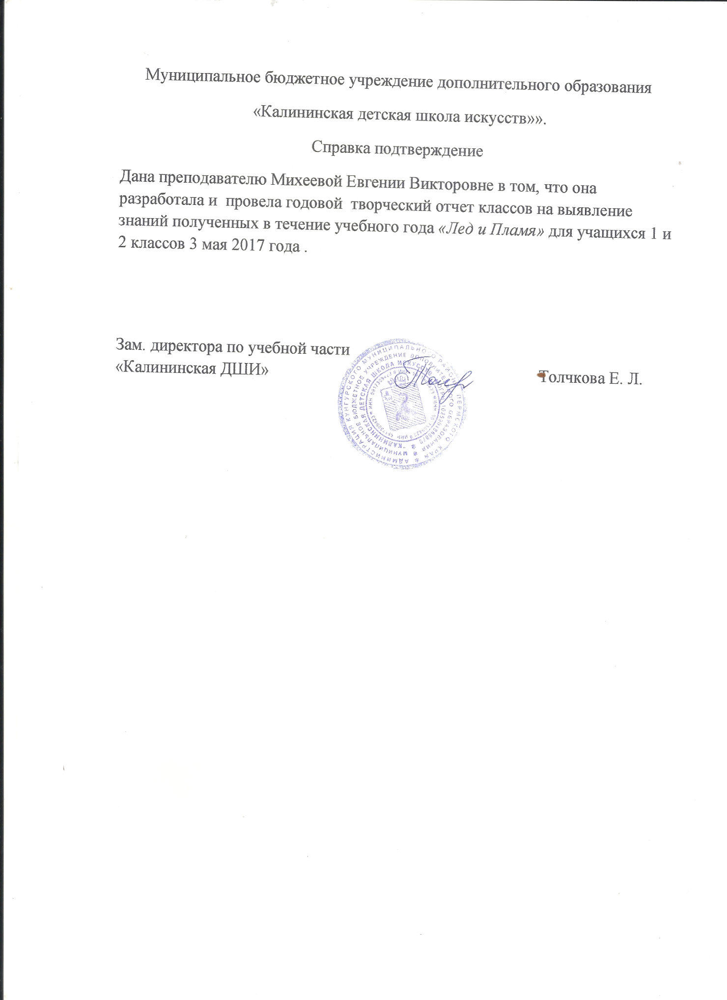 Муниципальное бюджетное учреждение дополнительного образования
«Калининская детская школа искусств»».
Справка подтверждение
Дана преподавателю Михеевой Евгении Викторовне в том, что она
разработала и провела годовой творческий отчет классов на выявление
знаний полученных в течение учебного года «Лед и Пламя» для учащихся 1 и
2 классов 3 мая 2017 года .
Зам. директора по учебной части
«Калининская ДШИ»
Толчкова Е. Л.
АДМИНИСТРАЦИЯ КУНГУРСКОГО МУНИЦИПАЛЬНОГО РАЙОНА ПЕРМСКОГО КРАЯ
МУНИЦИПАЛЬНОЕ БЮДЖЕТНОЕ УЧРЕЖДЕНИЕ ДОПОЛНИТЕЛЬНОГО ОБРАЗОВАНИЯ
"КАЛИНИНСКАЯ ДЕТСКАЯ ШКОЛА ИСКУССТВ"